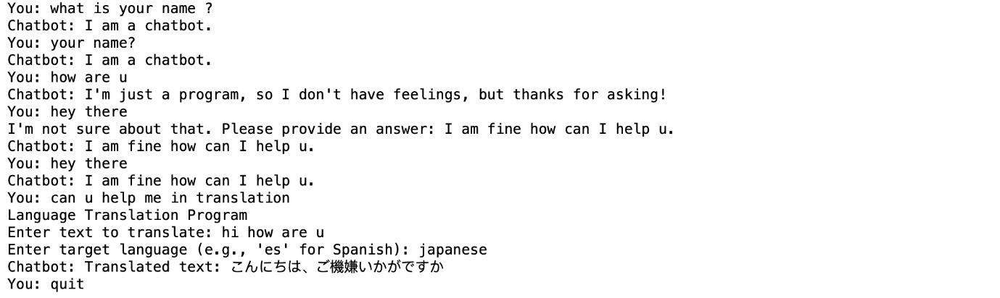 You: what is your name ?
Chatbot: I am a chatbot.
You: your name?
Chatbot: I am a chatbot.
You: how are u
Chatbot: I'm just a program, so I don't have feelings, but thanks for asking!
You: hey there
I'm not sure about that. Please provide an answer: I am fine how can I help u.
Chatbot: I am fine how can I help u.
You: hey there
Chatbot: I am fine how can I help u.
You: can u help me in translation
Language Translation Program
Enter text to translate: hi how are u
Enter target language (e.g., 'es' for Spanish): japanese
Chatbot: Translated text: こんにちは、ご機嫌いかがですか
You: quit